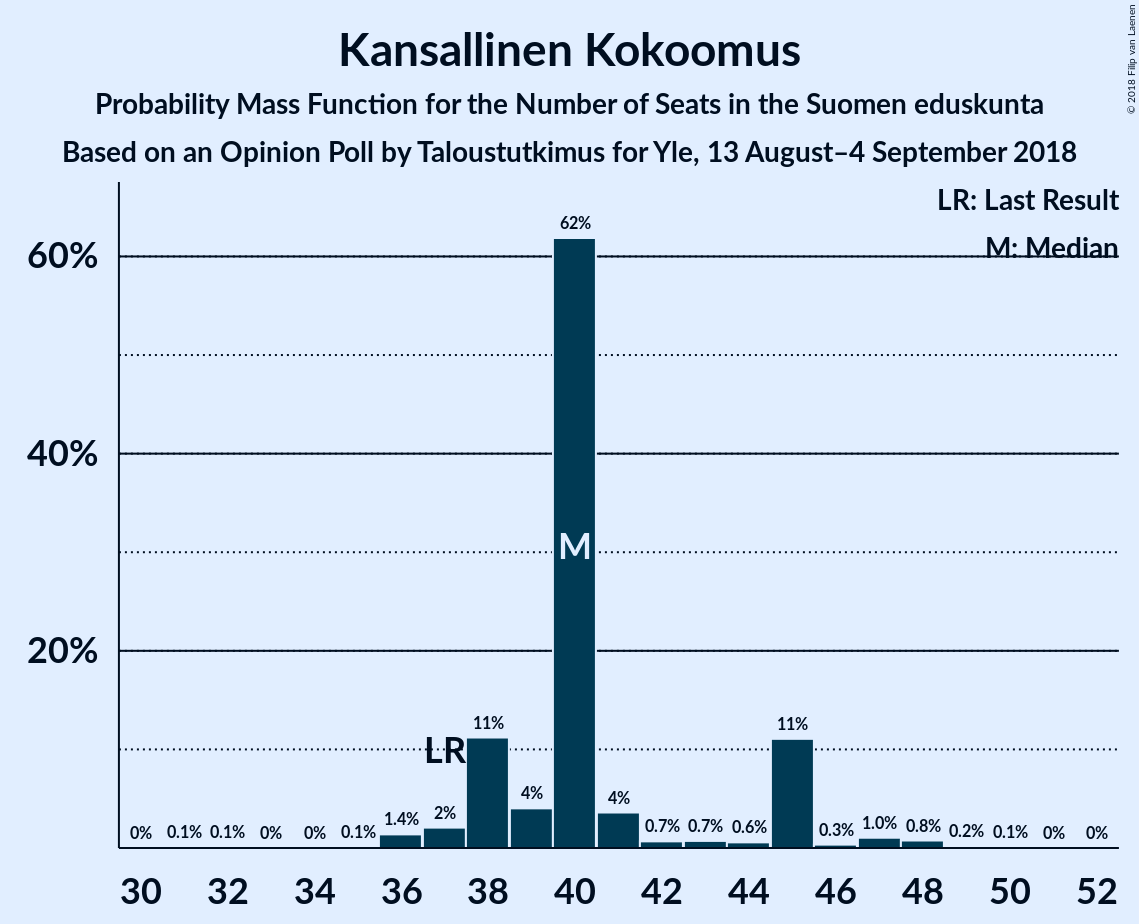 Kansallinen Kokoomus
Probability Mass Function for the Number of Seats in the Suomen eduskunta
Based on an Opinion Poll by Taloustutkimus for Yle, 13 August–4 September 2018
© 2018 Filip van Laenen
LR: Last Result
M: Median
60%
40%
20%
0% 0.1% 0.1% 0% 0% 0.1% 1.4% 2% 11% 4% 62% 4% 0.7% 0.7% 0.6% 11% 0.3% 1.0% 0.8% 0.2% 0.1% 0% 0%
LR
M
30 32 34 36 38 40 42 44 46 48 50 52